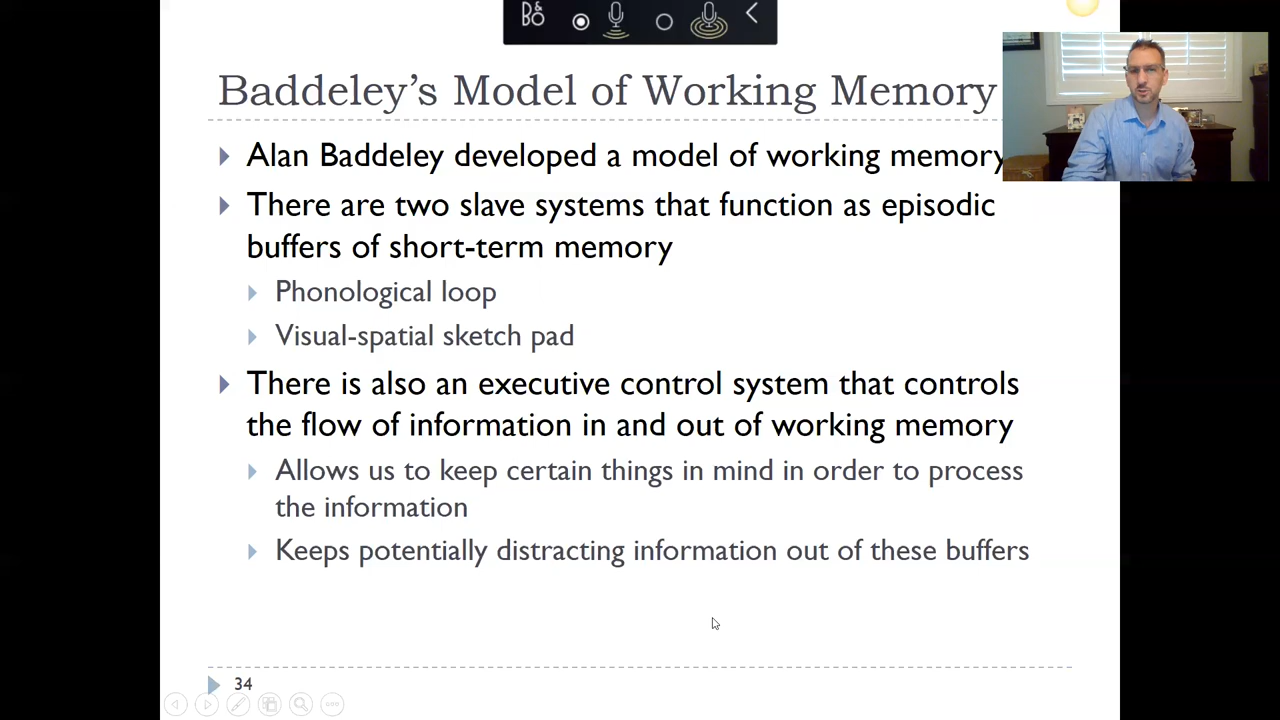 B&O
Baddeley's Model of Working Memory
Alan Baddeley developed a model of working memory
There are two slave systems that function as episodic
buffers of short-term memory
Phonological loop
Visual-spatial sketch pad
There is also an executive control system that controls
the flow of information in and out of working memory
Allows us to keep certain things in mind in order to process
the information
Keeps potentially distracting information out of these buffers
34